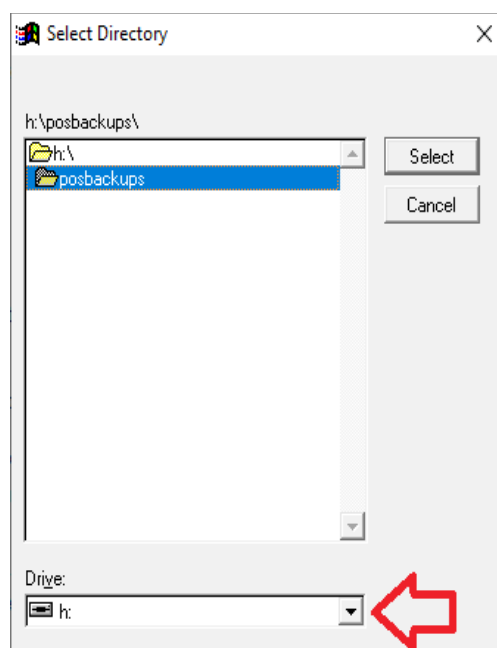 Select Directory
h:\posbackups\
h:\
posbackups
Select
Cancel
Drive:
h: